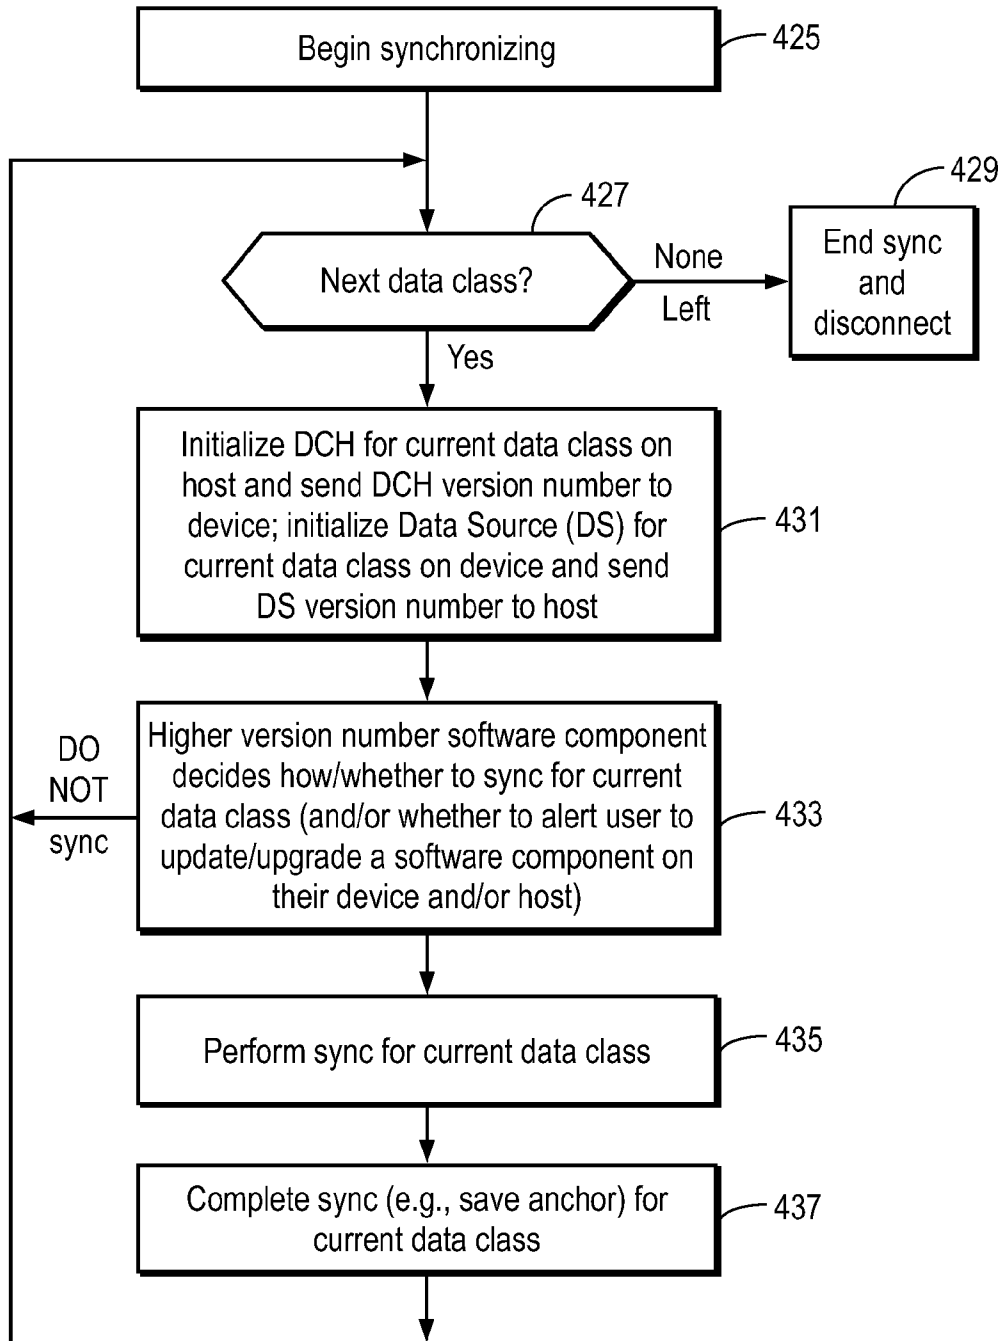 Begin synchronizing
425
427
Next data class?
None
Left
429
End sync
and
disconnect
Yes
Initialize DCH for current data class on
host and send DCH version number to
device; initialize Data Source (DS) for
current data class on device and send
DS version number to host
431
DO
NOT
sync
Higher version number software component
decides how/whether to sync for current
data class (and/or whether to alert user to
update/upgrade a software component on
their device and/or host)
433
Perform sync for current data class
435
Complete sync (e.g., save anchor) for
current data class
437